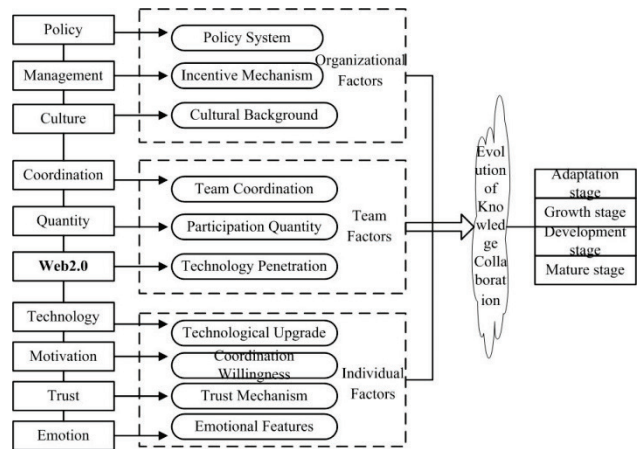 Policy
Management
Culture
Coordination
Quantity
Web2.0
Technology
Motivation
Trust
Emotion
Policy System
Incentive Mechanism
Cultural Background
Organizational
Factors
Team Coordination
Participation Quantity
Technology Penetration
Team
Factors
Technological Upgrade
Coordination
Willingness
Trust Mechanism
Emotional Features
Individual
Factors
Evol
ution
of
Kno
wled
ge
Colla
borat
ion
Adaptation
stage
Growth stage
Development
stage
Mature stage